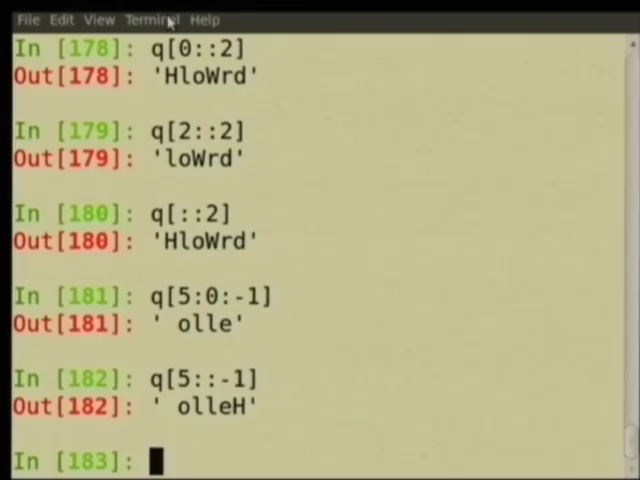 File Edit View Terminal Help
In [178]: q[0::2]
Out[178]: 'HloWrd'
In [179]: q[2::2]
Out[179]: 'loWrd'
In [180]: q[::2]
Out[180]: 'HloWrd'
In [181]: q[5:0:-1]
Out[181]: ' olle'
In [182]: q[5::-1]
Out[182]: ' olleH'
In [183]: